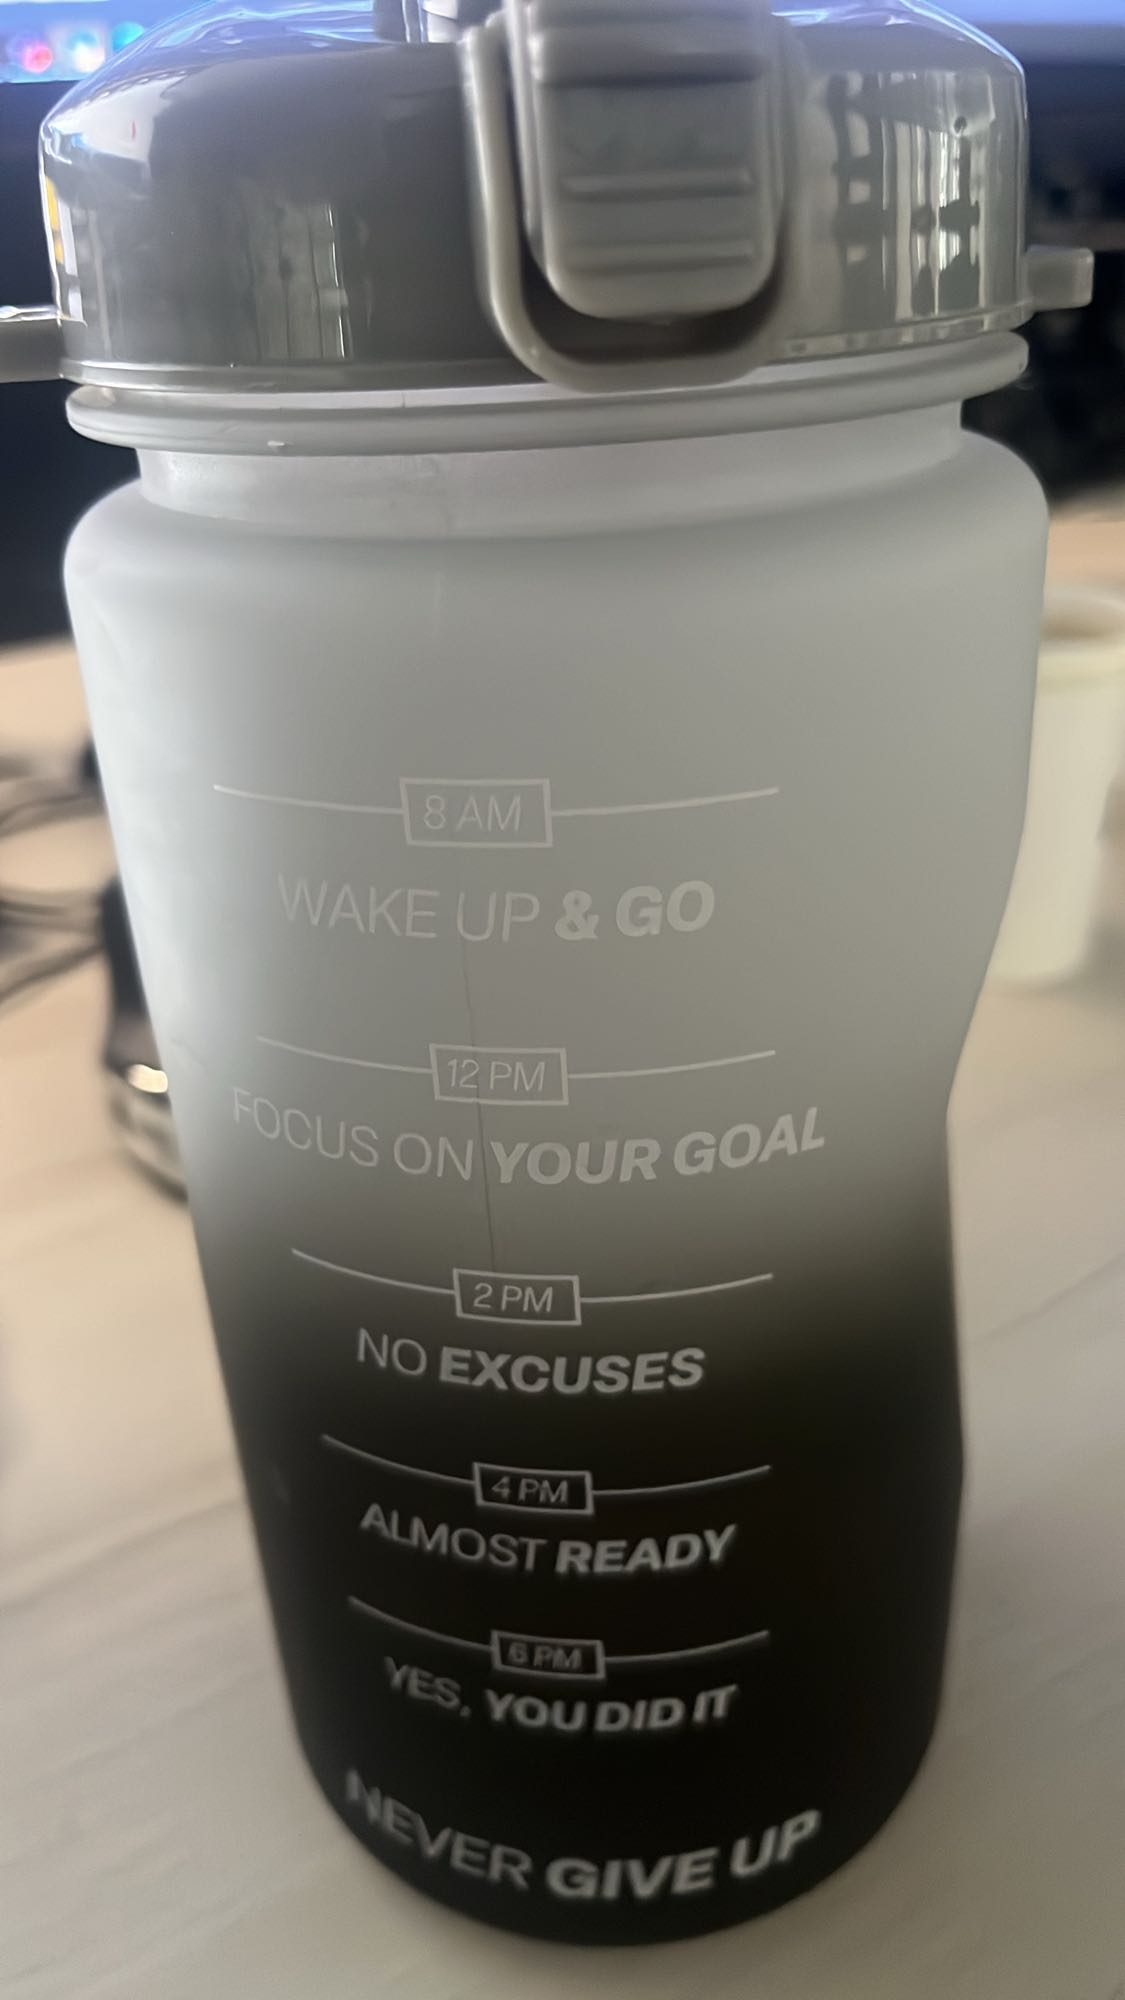 8 AM
WAKE UP & GO
12 PM
FOCUS ON YOUR GOAL
2 PM
NO EXCUSES
4 PM
ALMOST READY
6 PM
YES, YOU DID IT
NEVER GIVE UP